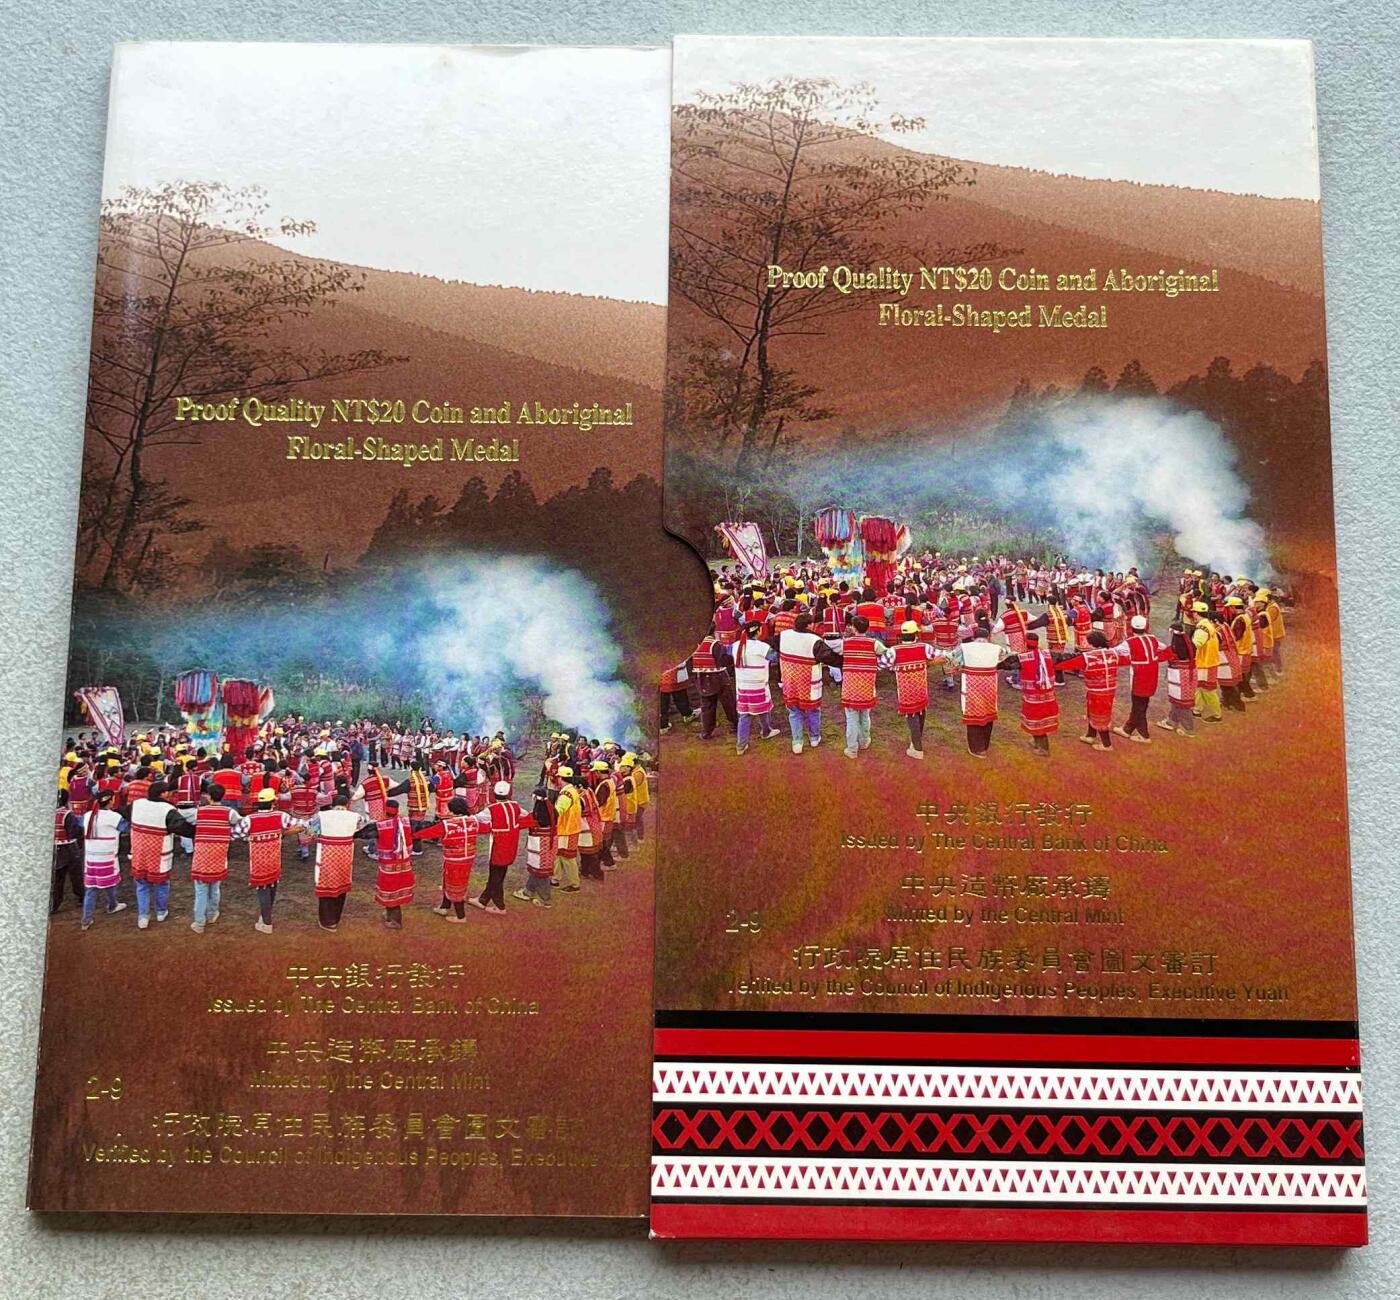 Proof Quality NT$20 Coin and Aboriginal
Floral-Shaped Medal
中央銀行發行
Issued by The Central Bank of China
中央造幣廠承鑄
Minted by the Central Mint
2-9
行政院原住民族委員會圖文審訂
Verified by the Council of Indigenous Peoples, Executive
Proof Quality NT$20 Coin and Aboriginal
Floral-Shaped Medal
中央銀行發行
Issued by The Central Bank of China
中央造幣廠承鑄
Minted by the Central Mint
2-9
行政院原住民族委員會圖文審訂
Verified by the Council of Indigenous Peoples, Executive Yuan